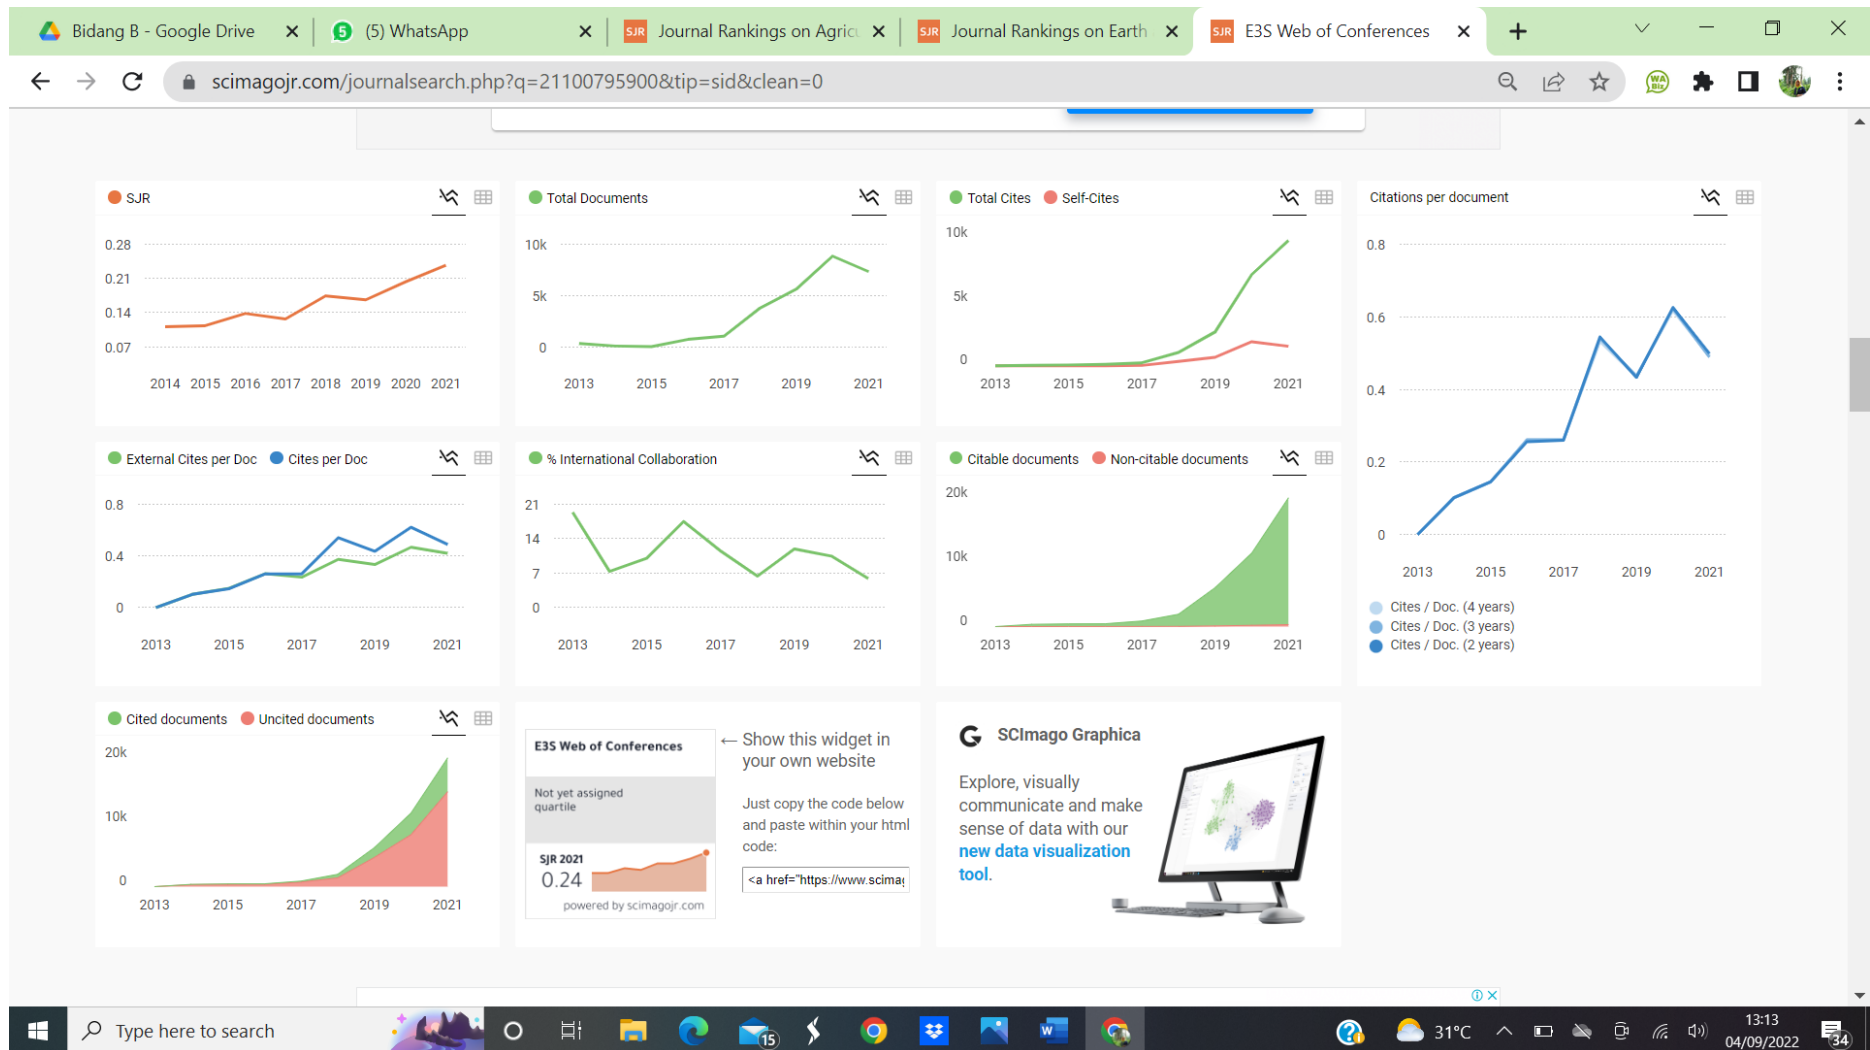 Bidang B - Google Drive
5
(5) WhatsApp
SJR
Journal Rankings on Agricu
SJR
Journal Rankings on Earth
SJR
E3S Web of Conferences
scimagojr.com/journalsearch.php?q=21100795900&tip=sid&clean=0
WA
Biz
SJR
0.28
0.21
0.14
0.07
2014 2015 2016 2017 2018 2019 2020 2021
Total Documents
10k
5k
0
2013 2015 2017 2019 2021
Total Cites Self-Cites
10k
5k
0
2013 2015 2017 2019 2021
Citations per document
0.8
0.6
0.4
0.2
0
2013 2015 2017 2019 2021
Cites / Doc. (4 years)
Cites / Doc. (3 years)
Cites / Doc. (2 years)
External Cites per Doc Cites per Doc
0.8
0.4
0
2013 2015 2017 2019 2021
% International Collaboration
21
14
7
0
2013 2015 2017 2019 2021
Citable documents Non-citable documents
20k
10k
0
2013 2015 2017 2019 2021
Cited documents Uncited documents
20k
10k
0
2013 2015 2017 2019 2021
E3S Web of Conferences
Not yet assigned
quartile
SJR 2021
0.24
powered by scimagojr.com
← Show this widget in
your own website
Just copy the code below
and paste within your html
code:
<a href="https://www.scimag
SCImago Graphica
Explore, visually
communicate and make
sense of data with our
new data visualization
tool.
Type here to search
15
W
31°C
13:13
04/09/2022
34